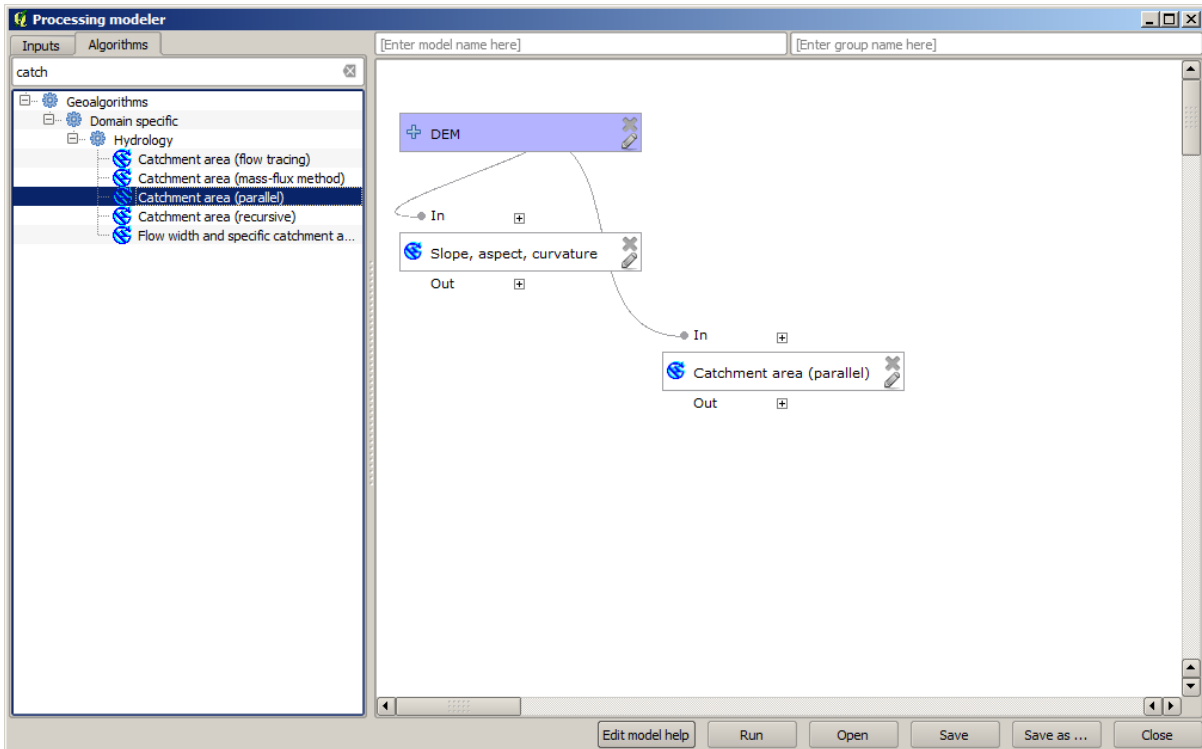 Processing modeler
Inputs Algorithms [Enter model name here] [Enter group name here]
catch
Geoalgorithms
Domain specific
Hydrology
Catchment area (flow tracing)
Catchment area (mass-flux method)
Catchment area (parallel)
Catchment area (recursive)
Flow width and specific catchment a...
DEM
In
Slope, aspect, curvature
Out
In
Catchment area (parallel)
Out
Edit model help Run Open Save Save as ... Close